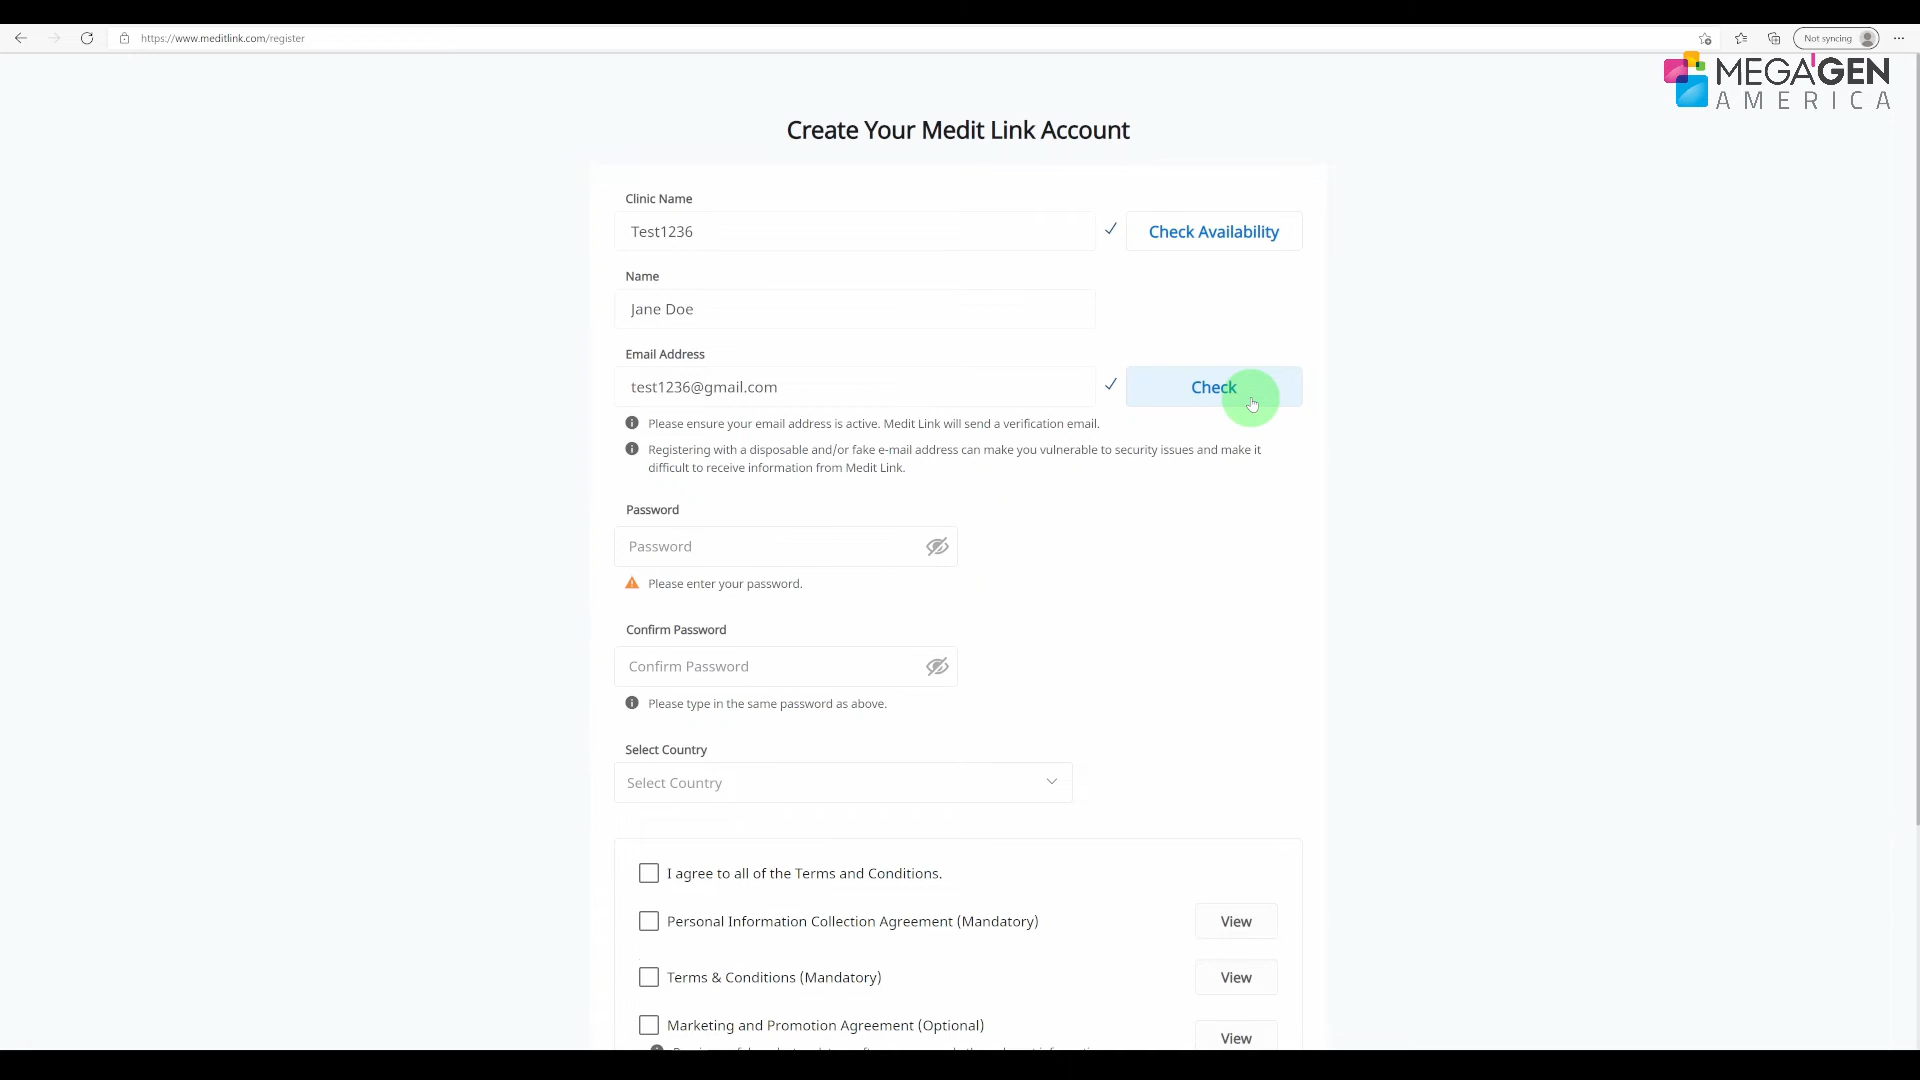 https://www.meditlink.com/register
Not syncing
MEGA'GEN
AMERICA
Create Your Medit Link Account
Clinic Name
Test1236
Check Availability
Name
Jane Doe
Email Address
test1236@gmail.com
Check
Please ensure your email address is active. Medit Link will send a verification email.
Registering with a disposable and/or fake e-mail address can make you vulnerable to security issues and make it
difficult to receive information from Medit Link.
Password
Password
Please enter your password.
Confirm Password
Confirm Password
Please type in the same password as above.
Select Country
Select Country
I agree to all of the Terms and Conditions.
Personal Information Collection Agreement (Mandatory)
View
Terms & Conditions (Mandatory)
View
Marketing and Promotion Agreement (Optional)
View